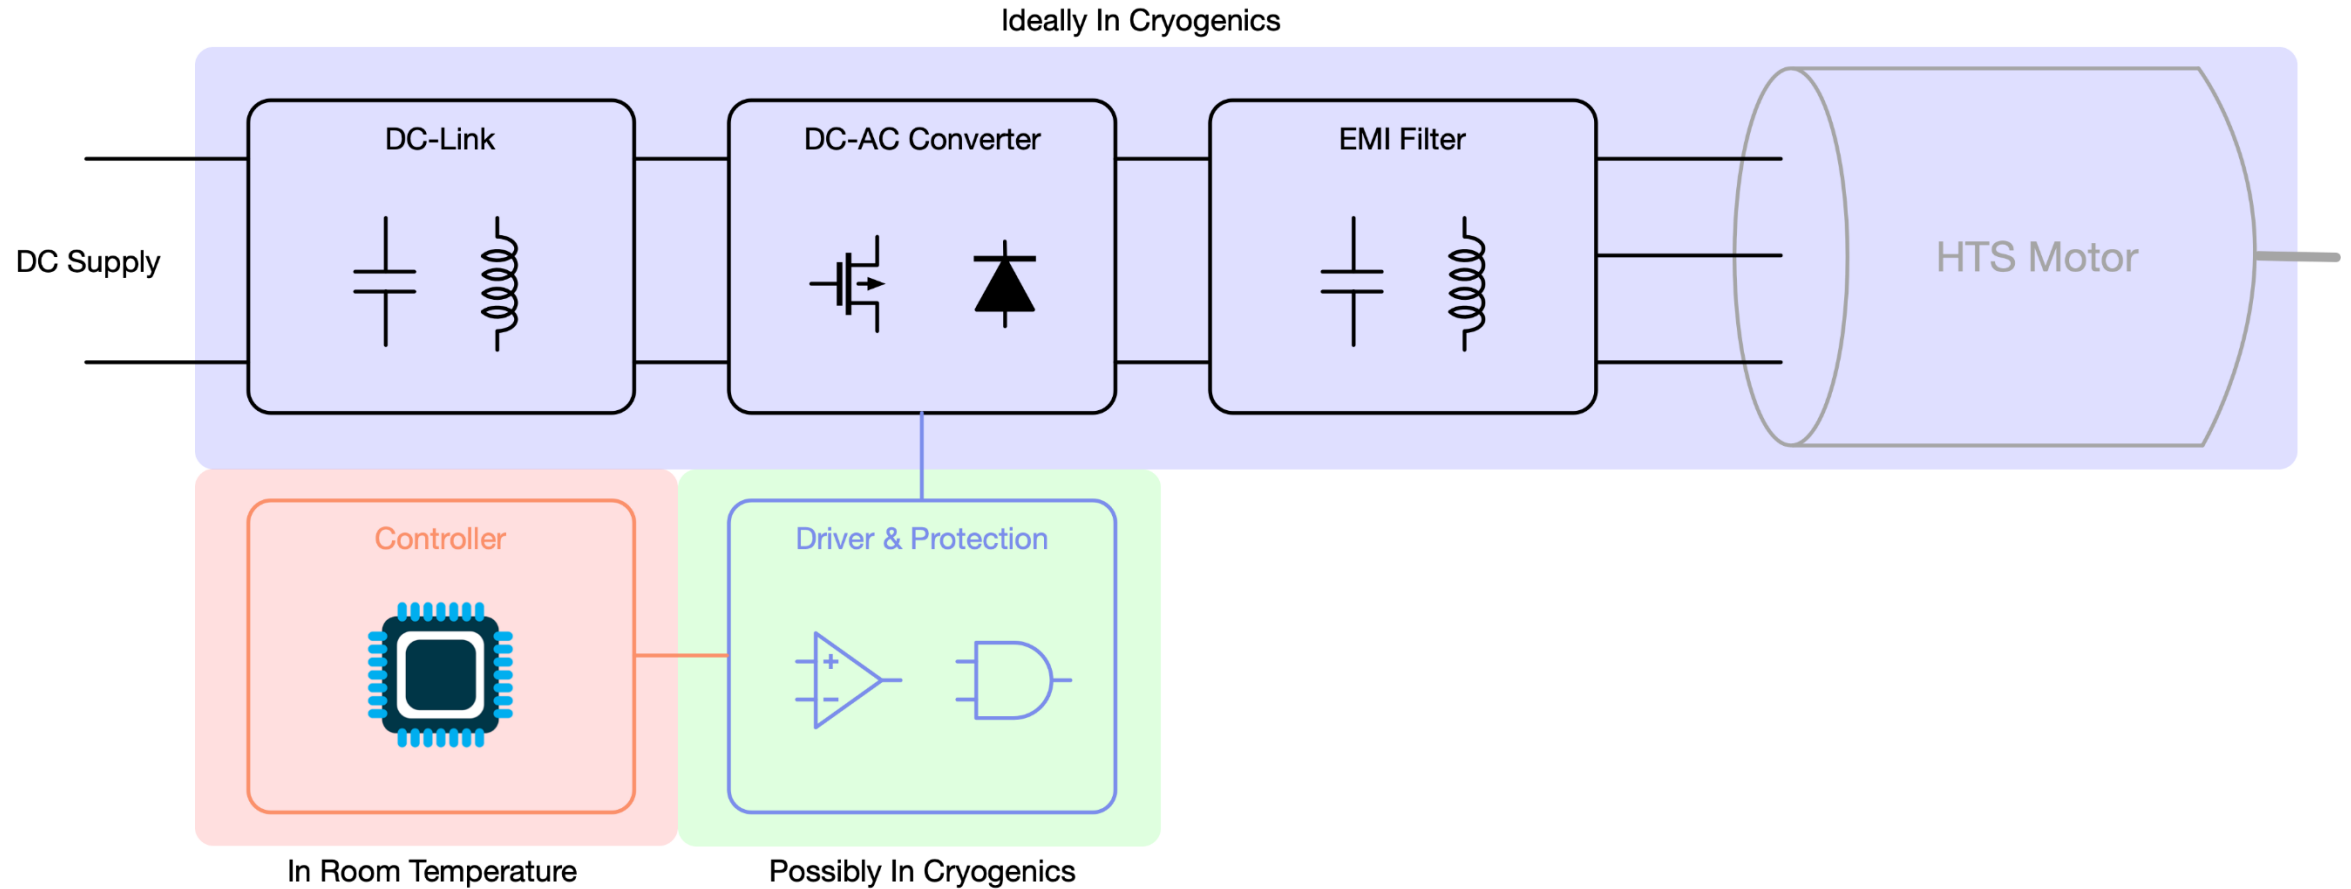 Ideally In Cryogenics
DC-Link
DC-AC Converter
EMI Filter
DC Supply
HTS Motor
Controller
Driver & Protection
+
−
In Room Temperature
Possibly In Cryogenics